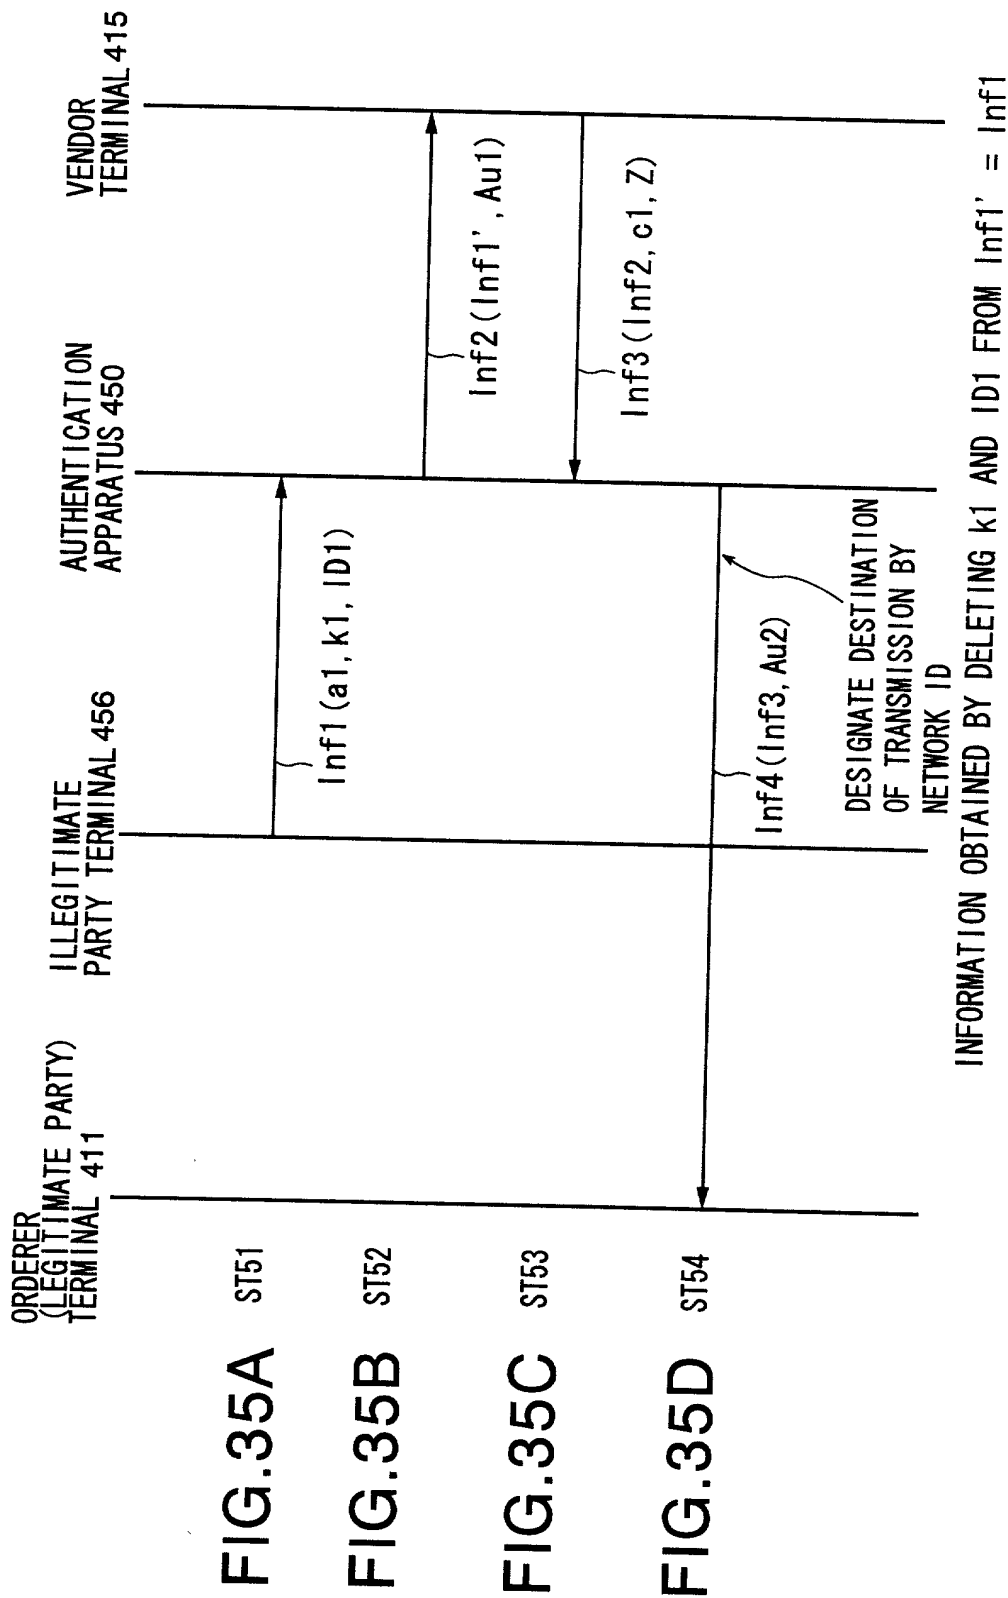 ORDERER
(LEGITIMATE PARTY)
TERMINAL 411
ILLEGITIMATE
PARTY TERMINAL 456
AUTHENTICATION
APPARATUS 450
VENDOR
TERMINAL 415
FIG.35A ST51
Inf1(a1, k1, ID1)
FIG.35B ST52
Inf2(Inf1', Au1)
FIG.35C ST53
Inf3(Inf2, c1, Z)
FIG.35D ST54
Inf4(Inf3, Au2)
DESIGNATE DESTINATION
OF TRANSMISSION BY
NETWORK ID
INFORMATION OBTAINED BY DELETING k1 AND ID1 FROM Inf1' = Inf1